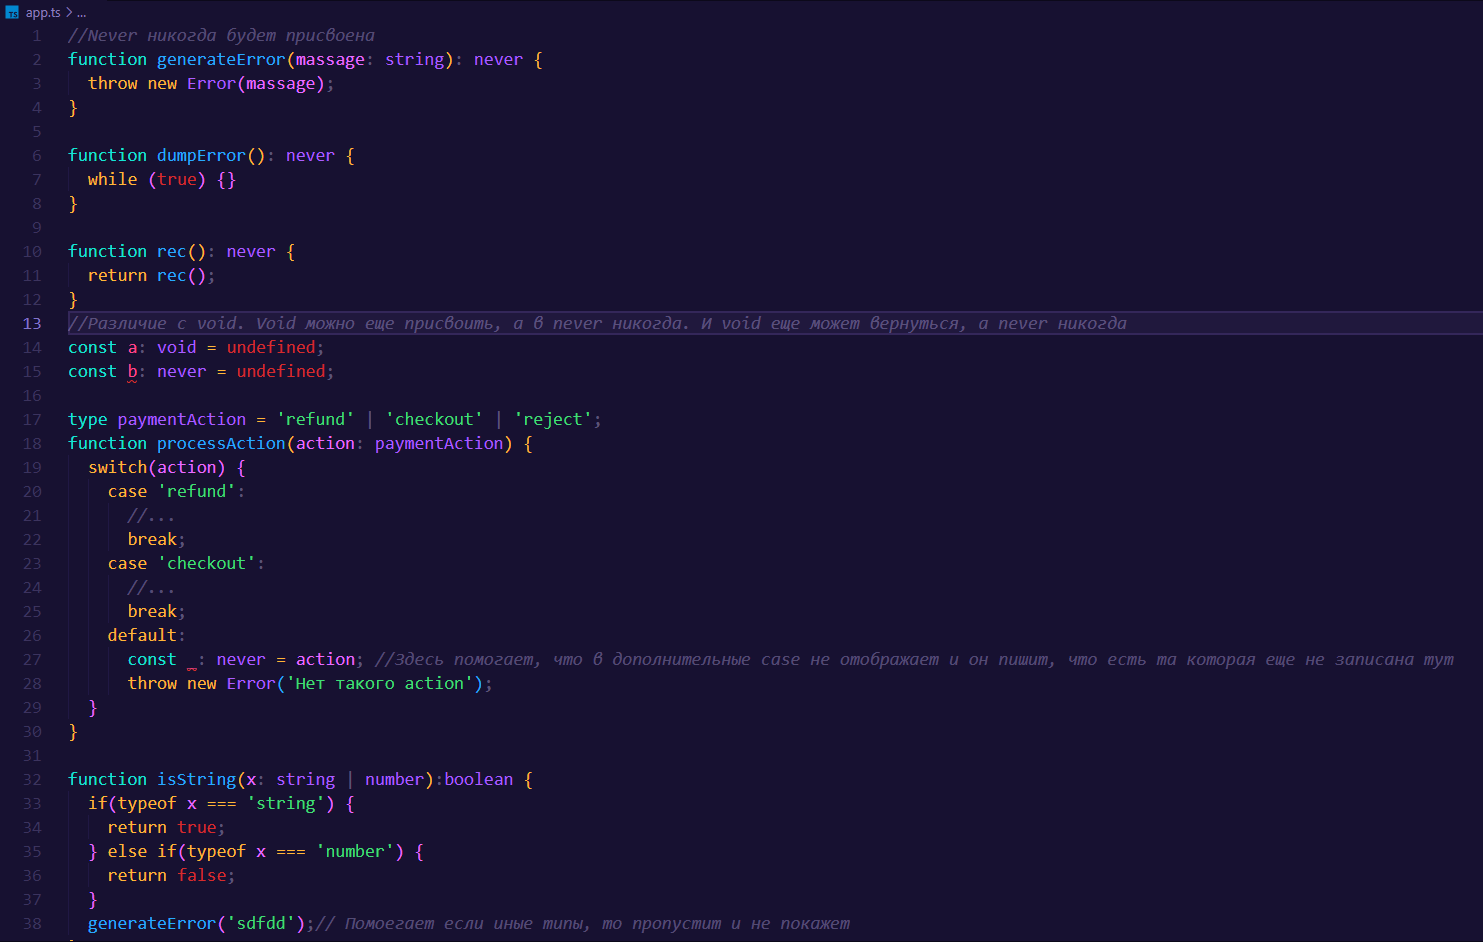 TS app.ts > ...
1 //Never никогда будет присвоена
2 function generateError(massage: string): never {
3 throw new Error(massage);
4 }
5
6 function dumpError(): never {
7 while (true) {}
8 }
9
10 function rec(): never {
11 return rec();
12 }
13 //Различие с void. Void можно еще присвоить, а в never никогда. И void еще может вернуться, а never никогда
14 const a: void = undefined;
15 const b: never = undefined;
16
17 type paymentAction = 'refund' | 'checkout' | 'reject';
18 function processAction(action: paymentAction) {
19 switch(action) {
20 case 'refund':
21 //...
22 break;
23 case 'checkout':
24 //...
25 break;
26 default:
27 const _: never = action; //Здесь помогает, что в дополнительные case не отображает и он пишит, что есть та которая еще не записана тут
28 throw new Error('Нет такого action');
29 }
30 }
31
32 function isString(x: string | number):boolean {
33 if(typeof x === 'string') {
34 return true;
35 } else if(typeof x === 'number') {
36 return false;
37 }
38 generateError('sdfdd');// Помоегает если иные типы, то пропустит и не покажет